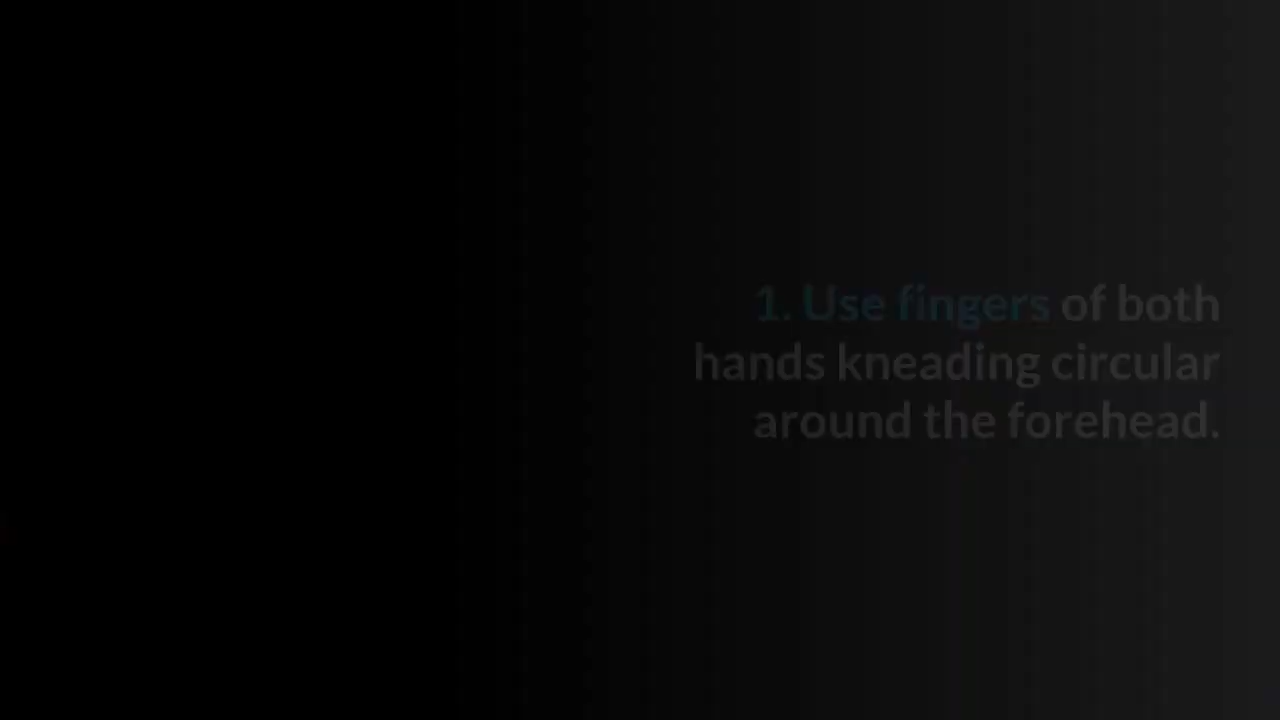 1. Use fingers of both
hands kneading circular
around the forehead.